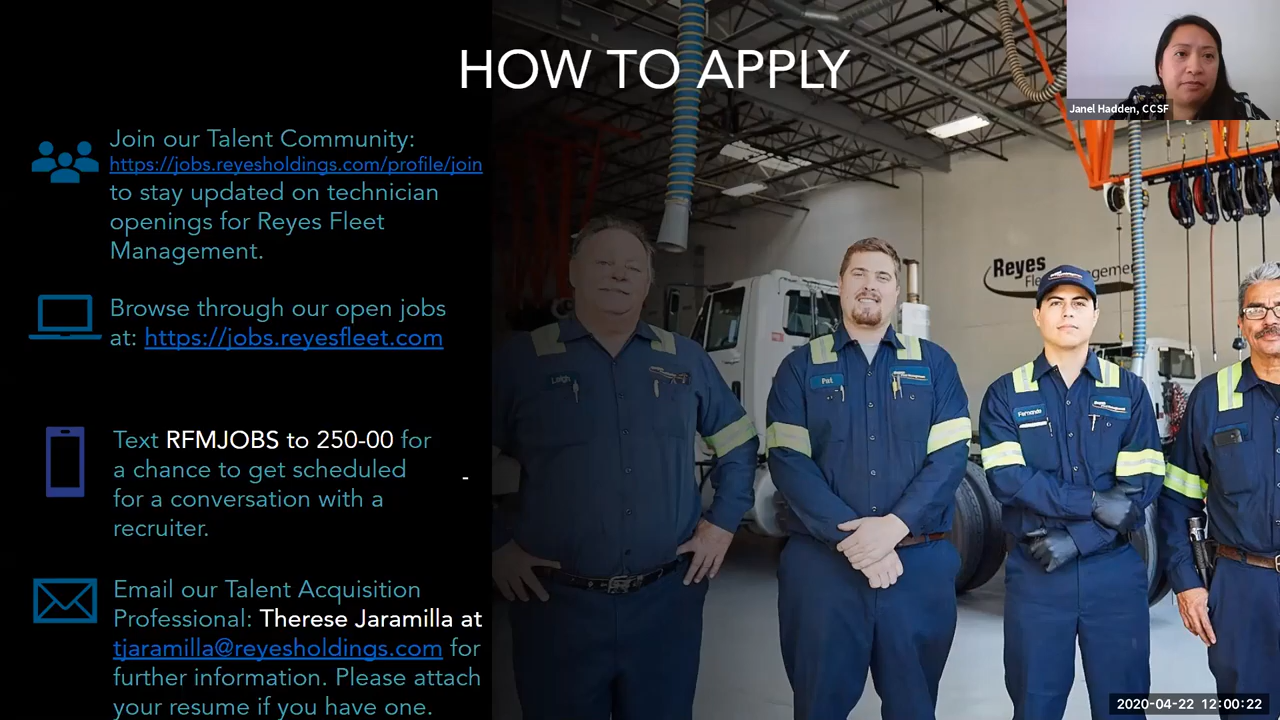 HOW TO APPLY
Janel Hadden, CCSF
Join our Talent Community:
https://jobs.reyesholdings.com/profile/join
to stay updated on technician
openings for Reyes Fleet
Management.
Browse through our open jobs
at: https://jobs.reyesfleet.com
Text RFMJOBS to 250-00 for
a chance to get scheduled
for a conversation with a
recruiter.
Email our Talent Acquisition
Professional: Therese Jaramilla at
tjaramilla@reyesholdings.com for
further information. Please attach
your resume if you have one.
Reyes
Leigh
Pat
Fernando
2020-04-22 12:00:22